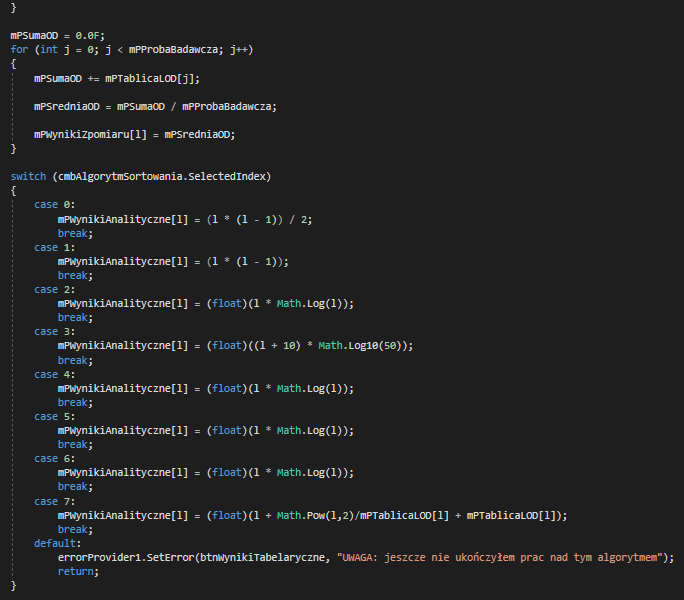 }
mPSumaOD = 0.0F;
for (int j = 0; j < mPProbaBadawcza; j++)
{
mPSumaOD += mPTablicaLOD[j];
mPSredniaOD = mPSumaOD / mPProbaBadawcza;
mPWynikiZpomiaru[l] = mPSredniaOD;
}
switch (cmbAlgorytmSortowania.SelectedIndex)
{
case 0:
mPWynikiAnalityczne[l] = (l * (l - 1)) / 2;
break;
case 1:
mPWynikiAnalityczne[l] = (l * (l - 1));
break;
case 2:
mPWynikiAnalityczne[l] = (float)(l * Math.Log(l));
break;
case 3:
mPWynikiAnalityczne[l] = (float)((l + 10) * Math.Log10(50));
break;
case 4:
mPWynikiAnalityczne[l] = (float)(l * Math.Log(l));
break;
case 5:
mPWynikiAnalityczne[l] = (float)(l * Math.Log(l));
break;
case 6:
mPWynikiAnalityczne[l] = (float)(l * Math.Log(l));
break;
case 7:
mPWynikiAnalityczne[l] = (float)(l + Math.Pow(l,2)/mPTablicaLOD[l] + mPTablicaLOD[l]);
break;
default:
errorProvider1.SetError(btnWynikiTabelaryczne, "UWAGA: jeszcze nie ukończyłem prac nad tym algorytmem");
return;
}